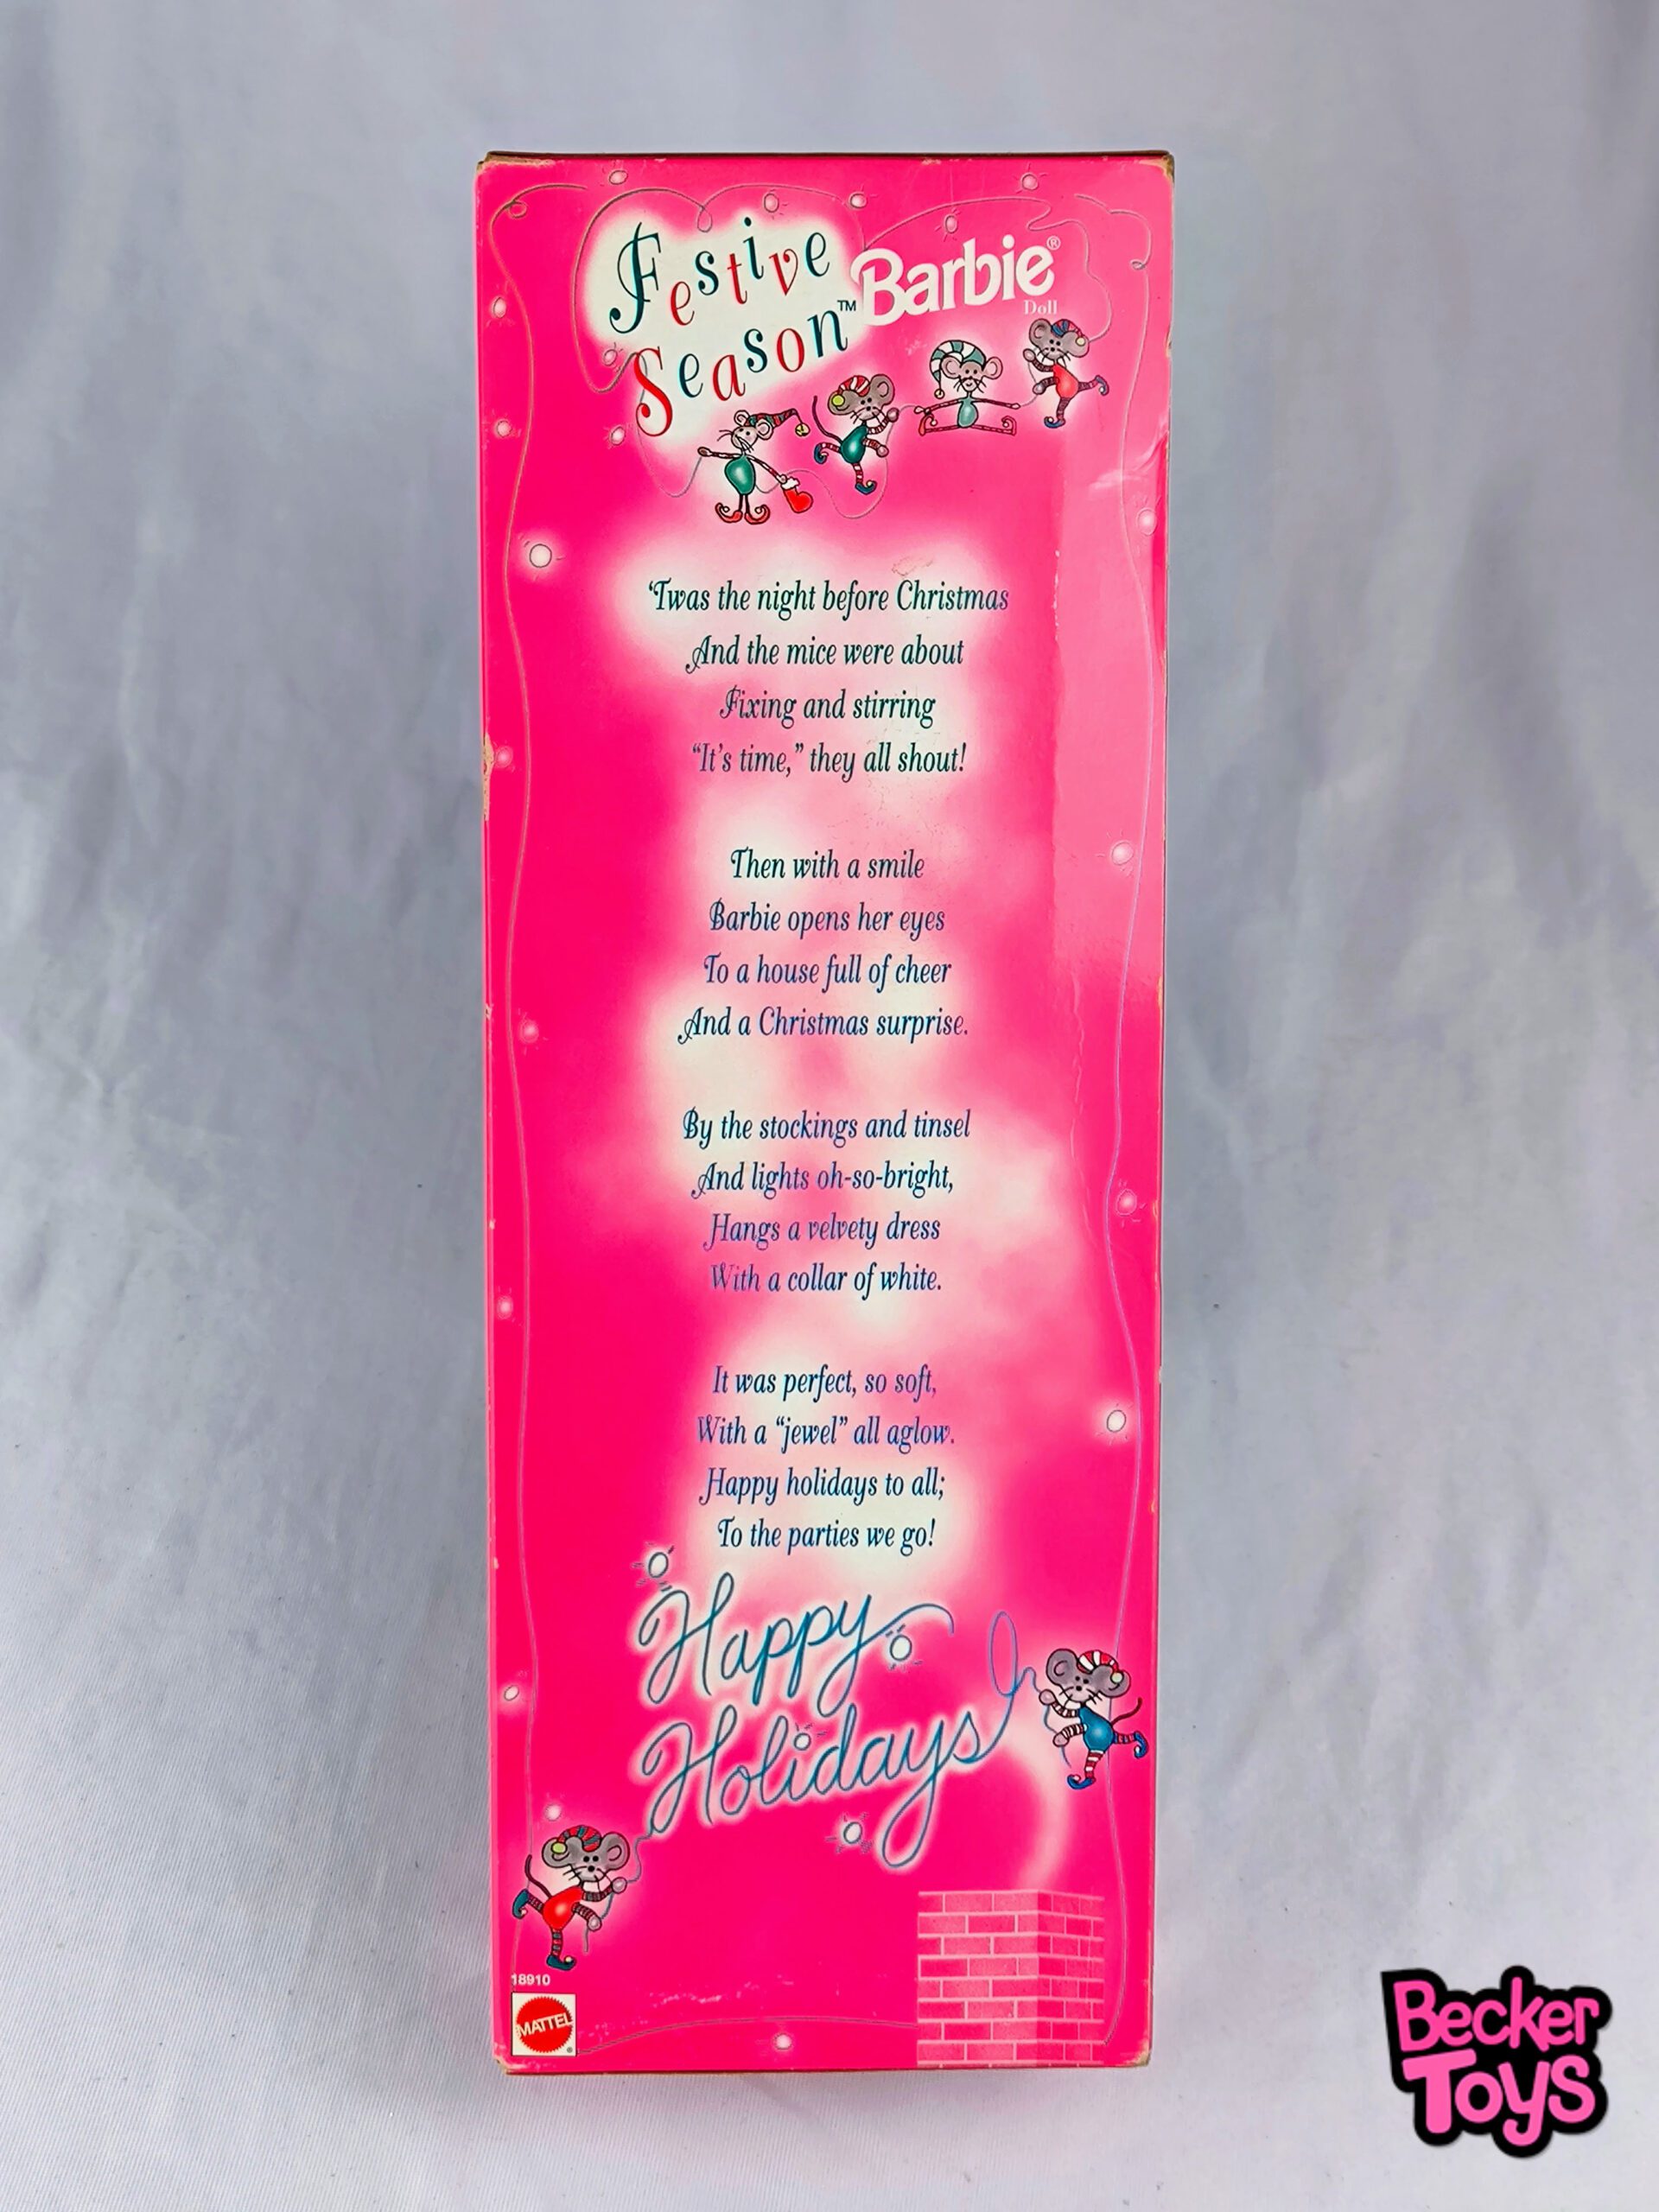 Festive
Season™
Barbie®
Doll
‘Twas the night before Christmas
And the mice were about
Fixing and stirring
“It’s time,” they all shout!
Then with a smile
Barbie opens her eyes
To a house full of cheer
And a Christmas surprise.
By the stockings and tinsel
And lights oh-so-bright,
Hangs a velvety dress
With a collar of white.
It was perfect, so soft,
With a “jewel” all aglow.
Happy holidays to all;
To the parties we go!
Happy
Holidays
18910
MATTEL®
Becker
Toys